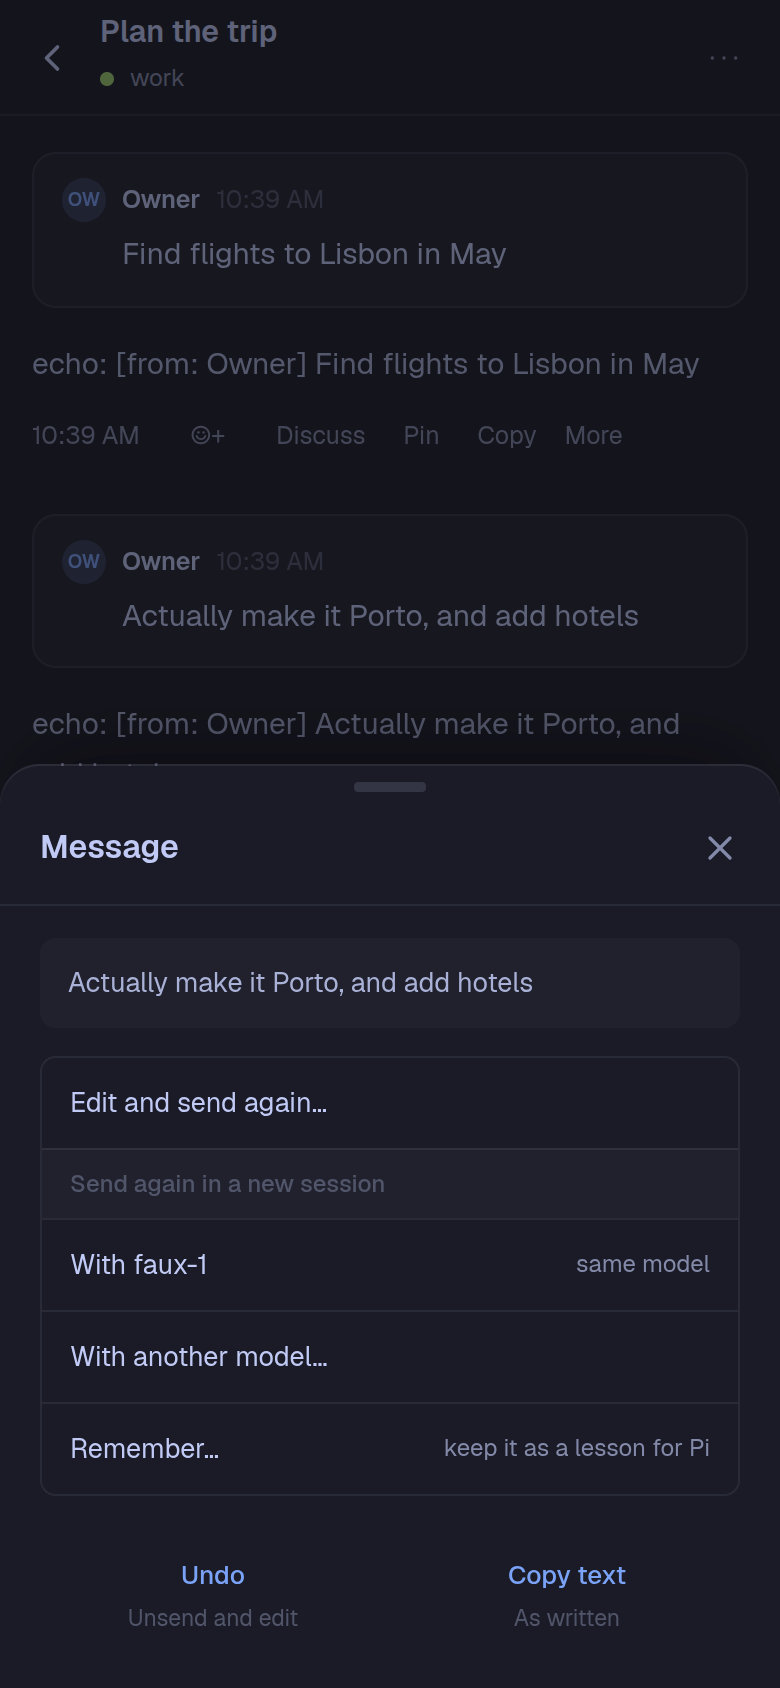 Plan the trip
work
...
OW Owner 10:39 AM
Find flights to Lisbon in May
echo: [from: Owner] Find flights to Lisbon in May
10:39 AM + Discuss Pin Copy More
OW Owner 10:39 AM
Actually make it Porto, and add hotels
echo: [from: Owner] Actually make it Porto, and
Message
Actually make it Porto, and add hotels
Edit and send again…
Send again in a new session
With faux-1 same model
With another model…
Remember… keep it as a lesson for Pi
Undo Copy text
Unsend and edit As written